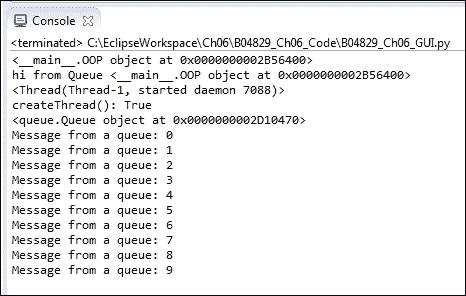 Console
<terminated> C:\EclipseWorkspace\Ch06\B04829_Ch06_Code\B04829_Ch06_GUI.py
<__main__.OOP object at 0x0000000002B56400>
hi from Queue <__main__.OOP object at 0x0000000002B56400>
<Thread(Thread-1, started daemon 7088)>
createThread(): True
<queue.Queue object at 0x0000000002D10470>
Message from a queue: 0
Message from a queue: 1
Message from a queue: 2
Message from a queue: 3
Message from a queue: 4
Message from a queue: 5
Message from a queue: 6
Message from a queue: 7
Message from a queue: 8
Message from a queue: 9